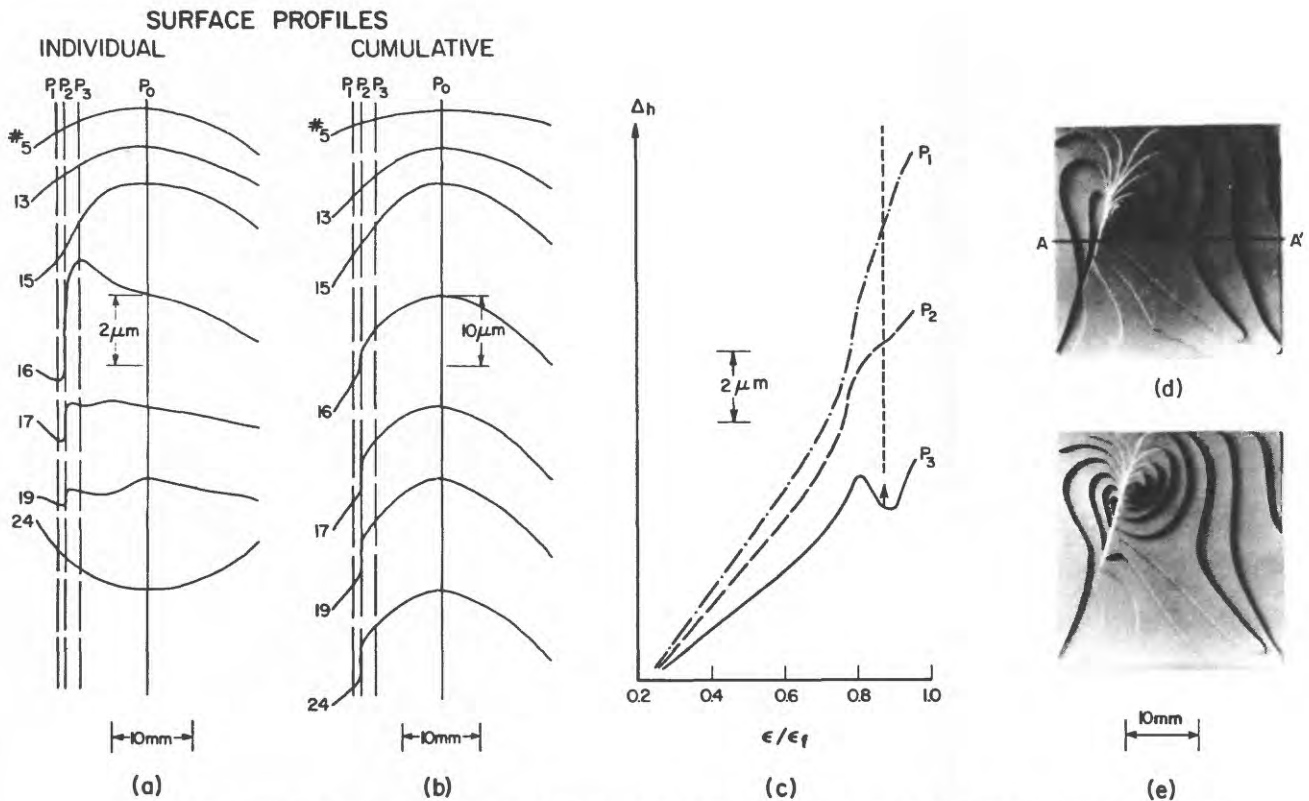 SURFACE PROFILES
INDIVIDUAL
CUMULATIVE
P1 P2 P3 P0
#5
13
15
16
17
19
24
2μm
10mm
(a)
P1 P2 P3 P0
#5
13
15
16
17
19
24
10μm
10mm
(b)
Δh
P1
P2
P3
2 μm
0.2 0.4 0.6 0.8 1.0
ϵ/ϵf
(c)
A A'
(d)
10mm
(e)